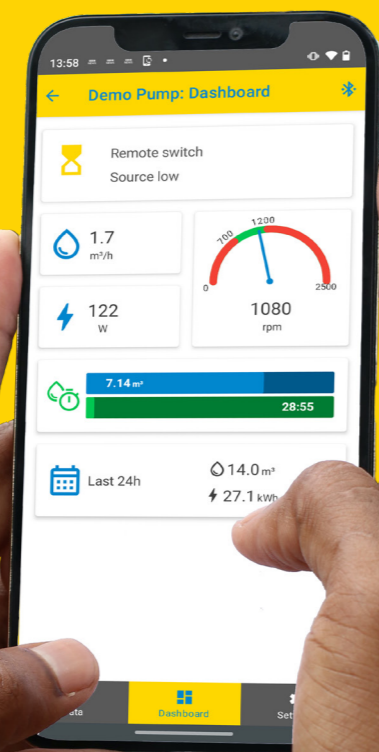 13:58
Demo Pump: Dashboard
Remote switch
Source low
1.7
m³/h
122
W
0 700 1200 2500
1080
rpm
7.14 m³
28:55
Last 24h
14.0 m³
27.1 kWh
Dashboard